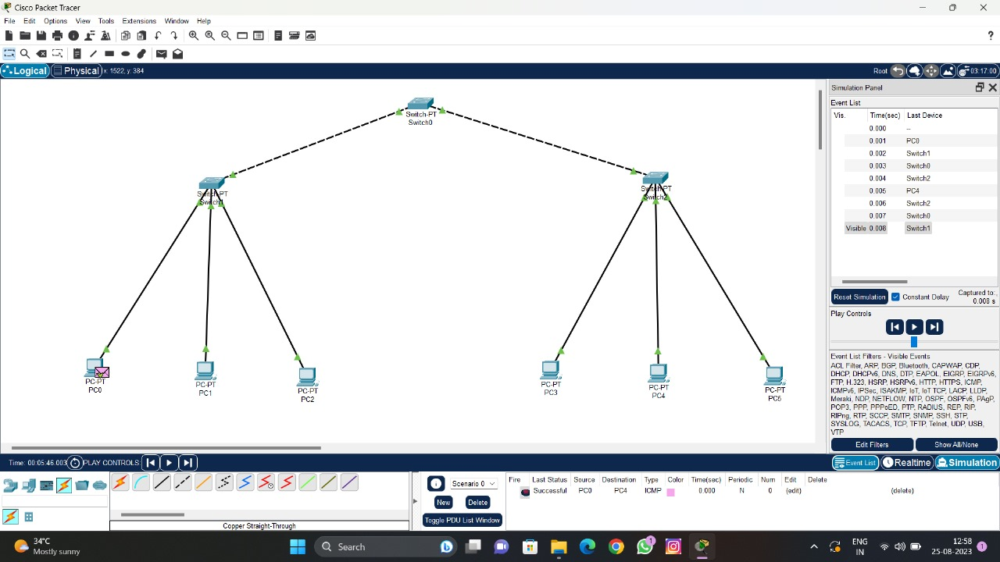 Cisco Packet Tracer
File Edit Options View Tools Extensions Window Help
?
Logical Physical x: 1522, y: 384 Root 03:17:00
Simulation Panel
Event List
Vis. Time(sec) Last Device
0.000 --
0.001 PC0
0.002 Switch1
0.003 Switch0
0.004 Switch2
0.005 PC4
0.006 Switch2
0.007 Switch0
Visible 0.008 Switch1
Reset Simulation Constant Delay Captured to:
0.008 s
Play Controls
Event List Filters - Visible Events
ACL Filter, ARP, BGP, Bluetooth, CAPWAP, CDP,
DHCP, DHCPv6, DNS, DTP, EAPOL, EIGRP, EIGRPv6,
FTP, H.323, HSRP, HSRPv6, HTTP, HTTPS, ICMP,
ICMPv6, IPSec, ISAKMP, IoT, IoT TCP, LACP, LLDP,
Meraki, NDP, NETFLOW, NTP, OSPF, OSPFv6, PAgP,
POP3, PPP, PPPoED, PTP, RADIUS, REP, RIP,
RIPng, RTP, SCCP, SMTP, SNMP, SSH, STP,
SYSLOG, TACACS, TCP, TFTP, Telnet, UDP, USB,
VTP
Edit Filters Show All/None
Switch-PT
Switch0
Switch-PT
Switch1
Switch-PT
Switch2
PC-PT
PC0
PC-PT
PC1
PC-PT
PC2
PC-PT
PC3
PC-PT
PC4
PC-PT
PC5
Time: 00:05:46.003 PLAY CONTROLS: Event List Realtime Simulation
Scenario 0
New Delete
Toggle PDU List Window
Fire Last Status Source Destination Type Color Time(sec) Periodic Num Edit Delete
Successful PC0 PC4 ICMP 0.000 N 0 (edit) (delete)
Copper Straight-Through
34°C
Mostly sunny
Search
1
ENG
IN
12:58
25-08-2023
1